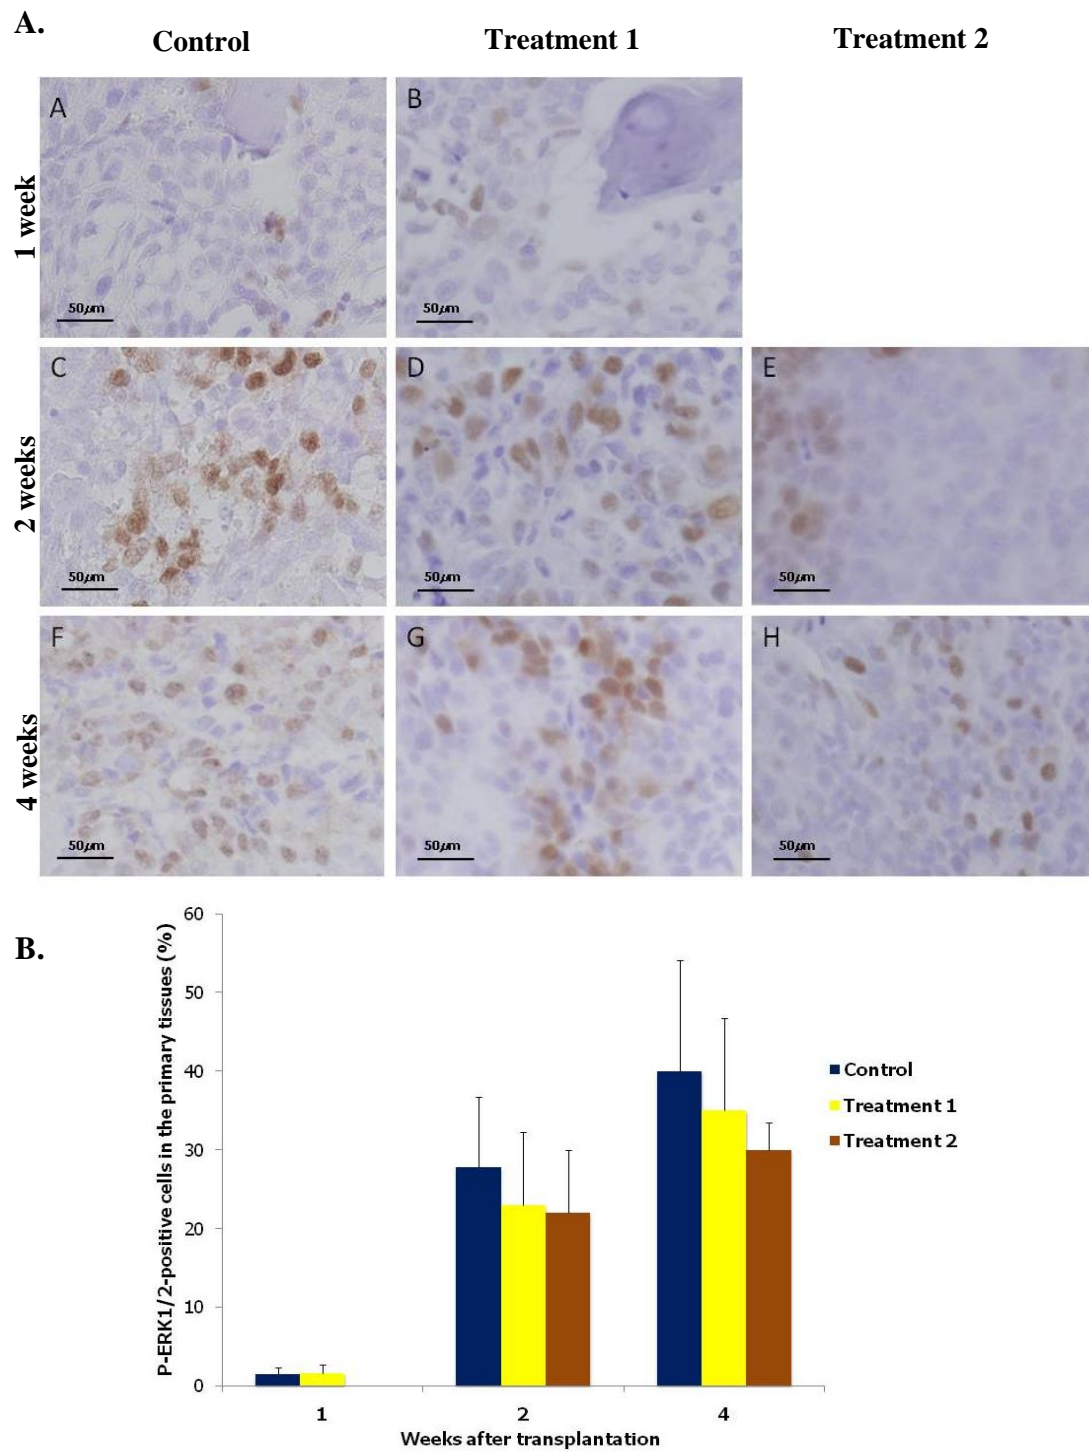 A.
Control Treatment 1 Treatment 2
1 week
A
50µm
B
50µm
2 weeks
C
50µm
D
50µm
E
50µm
4 weeks
F
50µm
G
50µm
H
50µm
B.
P-ERK1/2-positive cells in the primary tissues (%)
60
50
40
30
20
10
0
1 2 4
Weeks after transplantation
Control
Treatment 1
Treatment 2